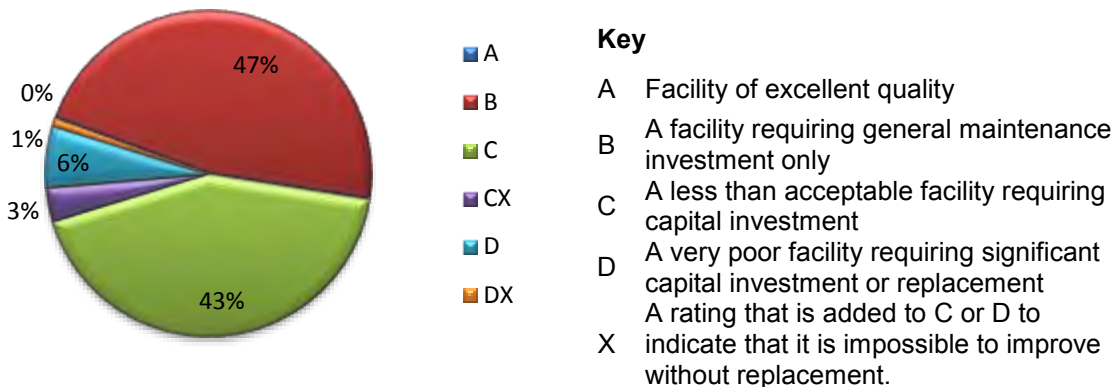 47%
0%
1%
6%
3%
43%
A
B
C
CX
D
DX
Key
A Facility of excellent quality
B A facility requiring general maintenance
investment only
C A less than acceptable facility requiring
capital investment
D A very poor facility requiring significant
capital investment or replacement
A rating that is added to C or D to
X indicate that it is impossible to improve
without replacement.